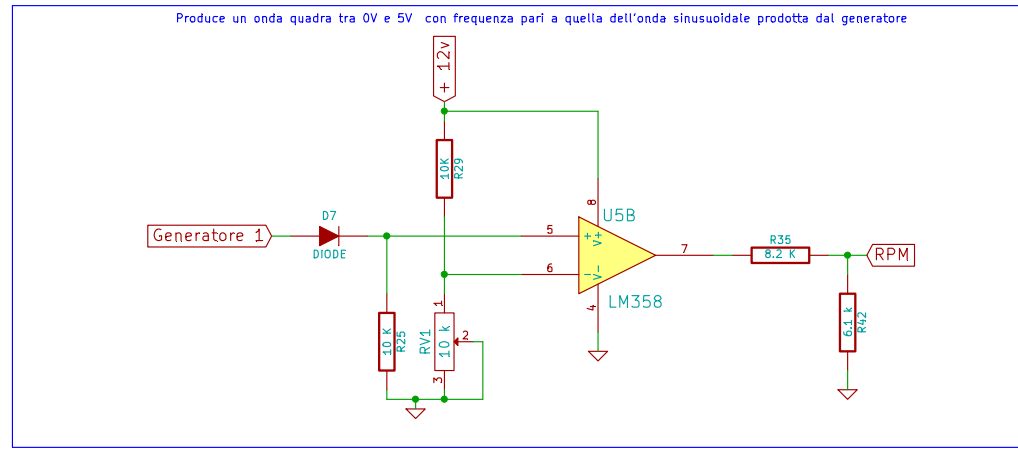 Produce un onda quadra tra 0V e 5V con frequenza pari a quella dell'onda sinusuoidale prodotta dal generatore
+ 12v
10K
R29
8
U5B
D7
Generatore 1
DIODE
5
+
V+
7
R35
8.2 K
RPM
6
-
V-
LM358
4
1
10 K
R25
RV1
10 k
2
3
6.1 k
R42